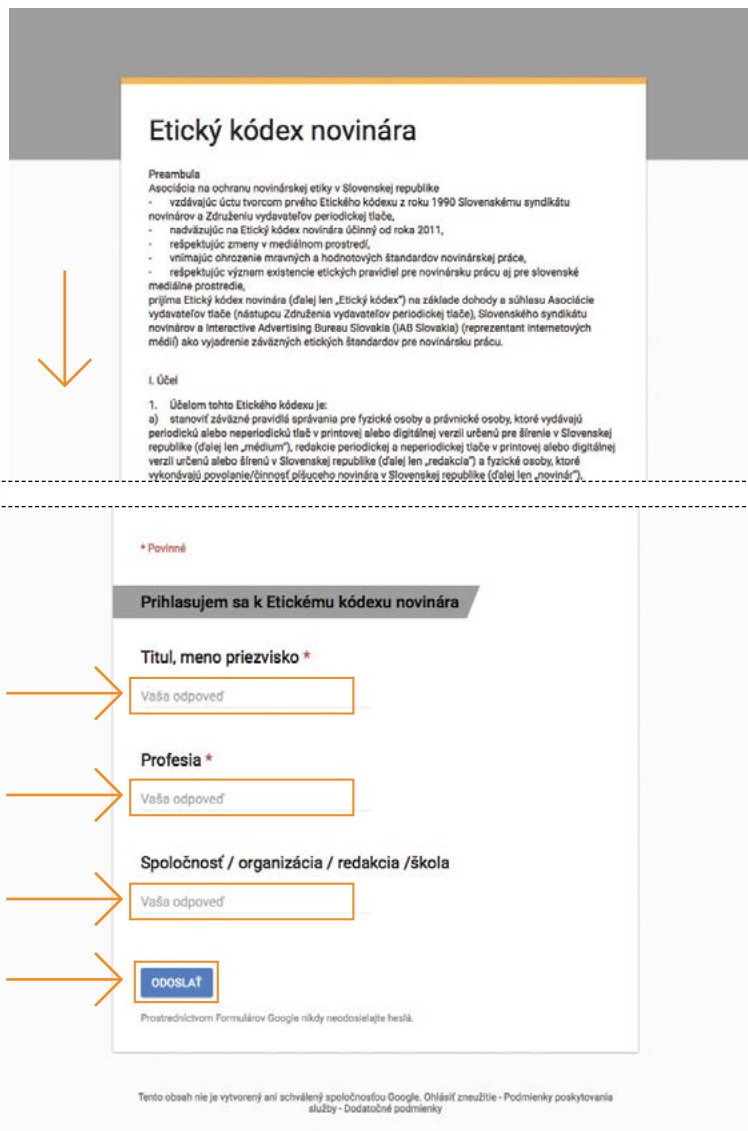 Etický kódex novinára
Preambula
Asociácia na ochranu novinárskej etiky v Slovenskej republike
- vzdávajúc úctu tvorcom prvého Etického kódexu z roku 1990 Slovenskému syndikátu
novinárov a Združeniu vydavateľov periodickej tlače,
- nadväzujúc na Etický kódex novinára účinný od roka 2011,
- rešpektujúc zmeny v mediálnom prostredí,
- vnímajúc ohrozenie mravných a hodnotových štandardov novinárskej práce,
- rešpektujúc význam existencie etických pravidiel pre novinársku prácu aj pre slovenské
mediálne prostredie,
prijíma Etický kódex novinára (ďalej len „Etický kódex“) na základe dohody a súhlasu Asociácie
vydavateľov tlače (nástupcu Združenia vydavateľov periodickej tlače), Slovenského syndikátu
novinárov a Interactive Advertising Bureau Slovakia (IAB Slovakia) (reprezentant internetových
médií) ako vyjadrenie záväzných etických štandardov pre novinársku prácu.
I. Účel
1. Účelom tohto Etického kódexu je:
a) stanoviť záväzné pravidlá správania pre fyzické osoby a právnické osoby, ktoré vydávajú
periodickú alebo neperiodickú tlač v printovej alebo digitálnej verzii určenú pre šírenie v Slovenskej
republike (ďalej len „médium“), redakcie periodickej a neperiodickej tlače v printovej alebo digitálnej
verzii určenú alebo šírenú v Slovenskej republike (ďalej len „redakcia“) a fyzické osoby, ktoré
vykonávajú povolanie/činnosť píšuceho novinára v Slovenskej republike (ďalej len „novinár“),
* Povinné
Prihlasujem sa k Etickému kódexu novinára
Titul, meno priezvisko *
Vaša odpoveď
Profesia *
Vaša odpoveď
Spoločnosť / organizácia / redakcia /škola
Vaša odpoveď
ODOSLAŤ
Prostredníctvom Formulárov Google nikdy neodosielajte heslá.
Tento obsah nie je vytvorený ani schválený spoločnosťou Google. Ohlásiť zneužitie - Podmienky poskytovania
služby - Dodatočné podmienky